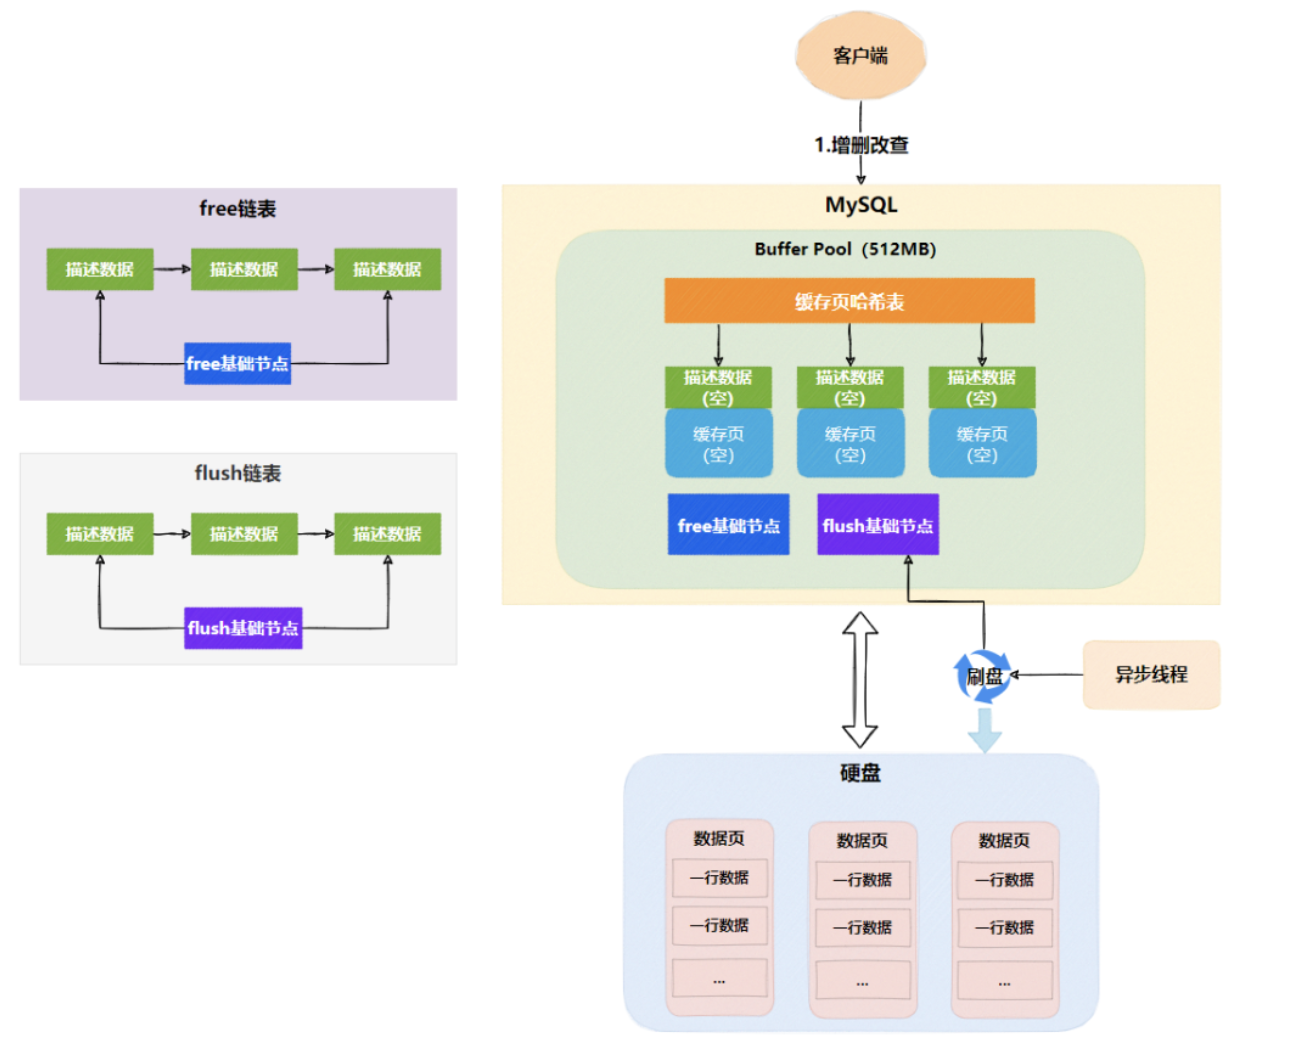 客户端
1.增删改查
free链表
描述数据 描述数据 描述数据
free基础节点
flush链表
描述数据 描述数据 描述数据
flush基础节点
MySQL
Buffer Pool（512MB）
缓存页哈希表
描述数据 描述数据 描述数据
(空) (空) (空)
缓存页 缓存页 缓存页
(空) (空) (空)
free基础节点 flush基础节点
刷盘 异步线程
硬盘
数据页 数据页 数据页
一行数据 一行数据 一行数据
一行数据 一行数据 一行数据
... ... ...